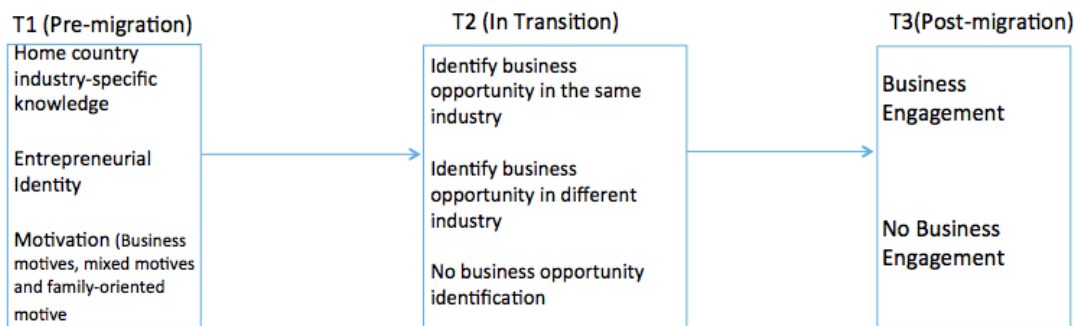 T1 (Pre-migration)
Home country
industry-specific
knowledge
Entrepreneurial
Identity
Motivation (Business
motives, mixed motives
and family-oriented
motive
T2 (In Transition)
Identify business
opportunity in the same
industry
Identify business
opportunity in different
industry
No business opportunity
identification
T3(Post-migration)
Business
Engagement
No Business
Engagement